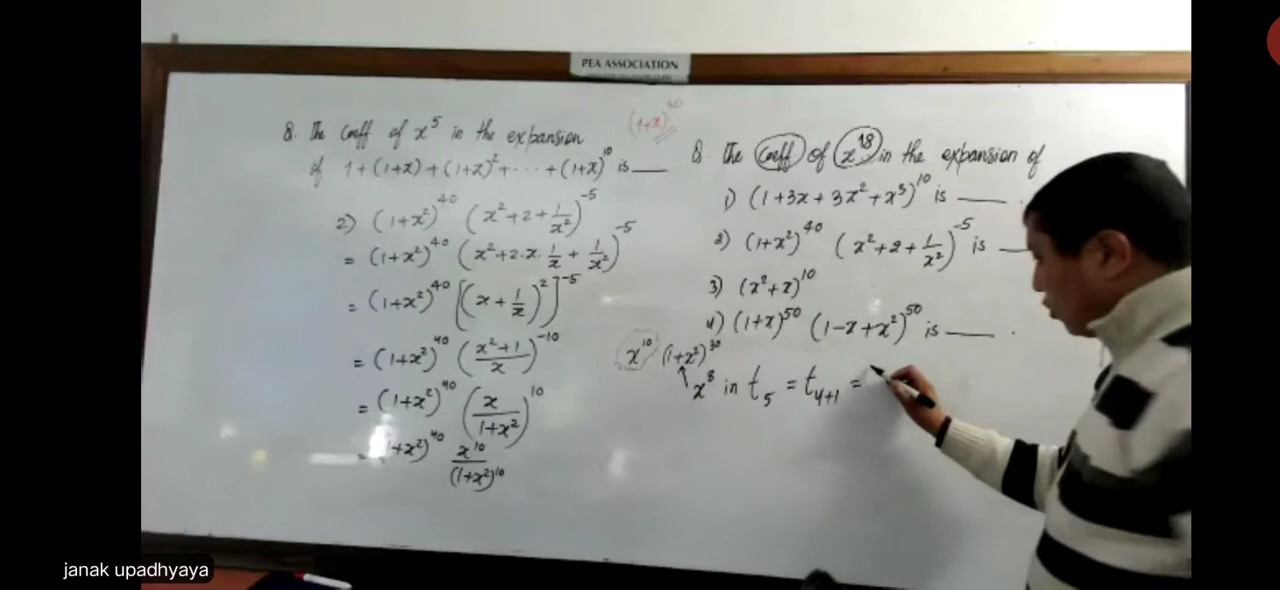 PEA ASSOCIATION
(1+x)^30
Q. The coeff of x^5 in the expansion
of 1+(1+x)+(1+x)^2+...+(1+x)^10 is ___
2) (1+x^2)^40 (x^2+2+1/x^2)^-5
= (1+x^2)^40 (x^2+2.x.1/x+1/x^2)^-5
= (1+x^2)^40 [(x+1/x)^2]^-5
= (1+x^2)^40 ((x^2+1)/x)^-10
= (1+x^2)^40 (x/(1+x^2))^10
= (1+x^2)^40 x^10/(1+x^2)^10
Q. The coeff of x^18 in the expansion of
1) (1+3x+3x^2+x^3)^10 is ___.
2) (1+x^2)^40 (x^2+2+1/x^2)^-5 is ___
3) (x^2+x)^10
4) (1+x)^50 (1-x+x^2)^50 is ___.
x^10 (1+x^2)^30
x^8 in t_5 = t_4+1 =
janak upadhyaya